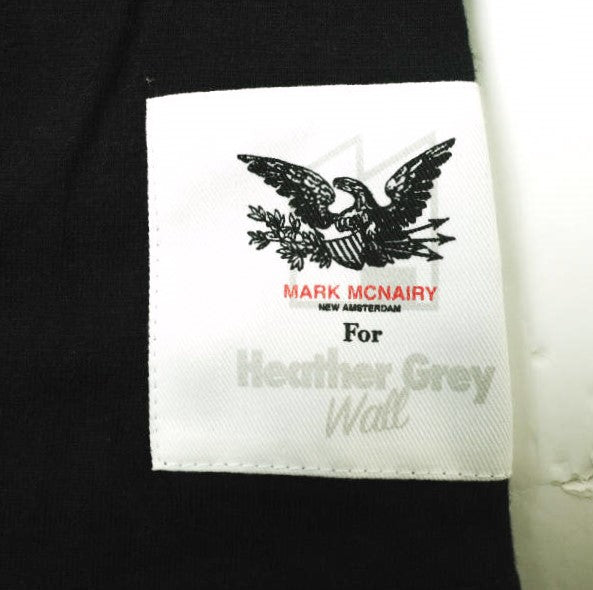 MARK MCNAIRY
NEW AMSTERDAM
For
Heather Grey
Wall